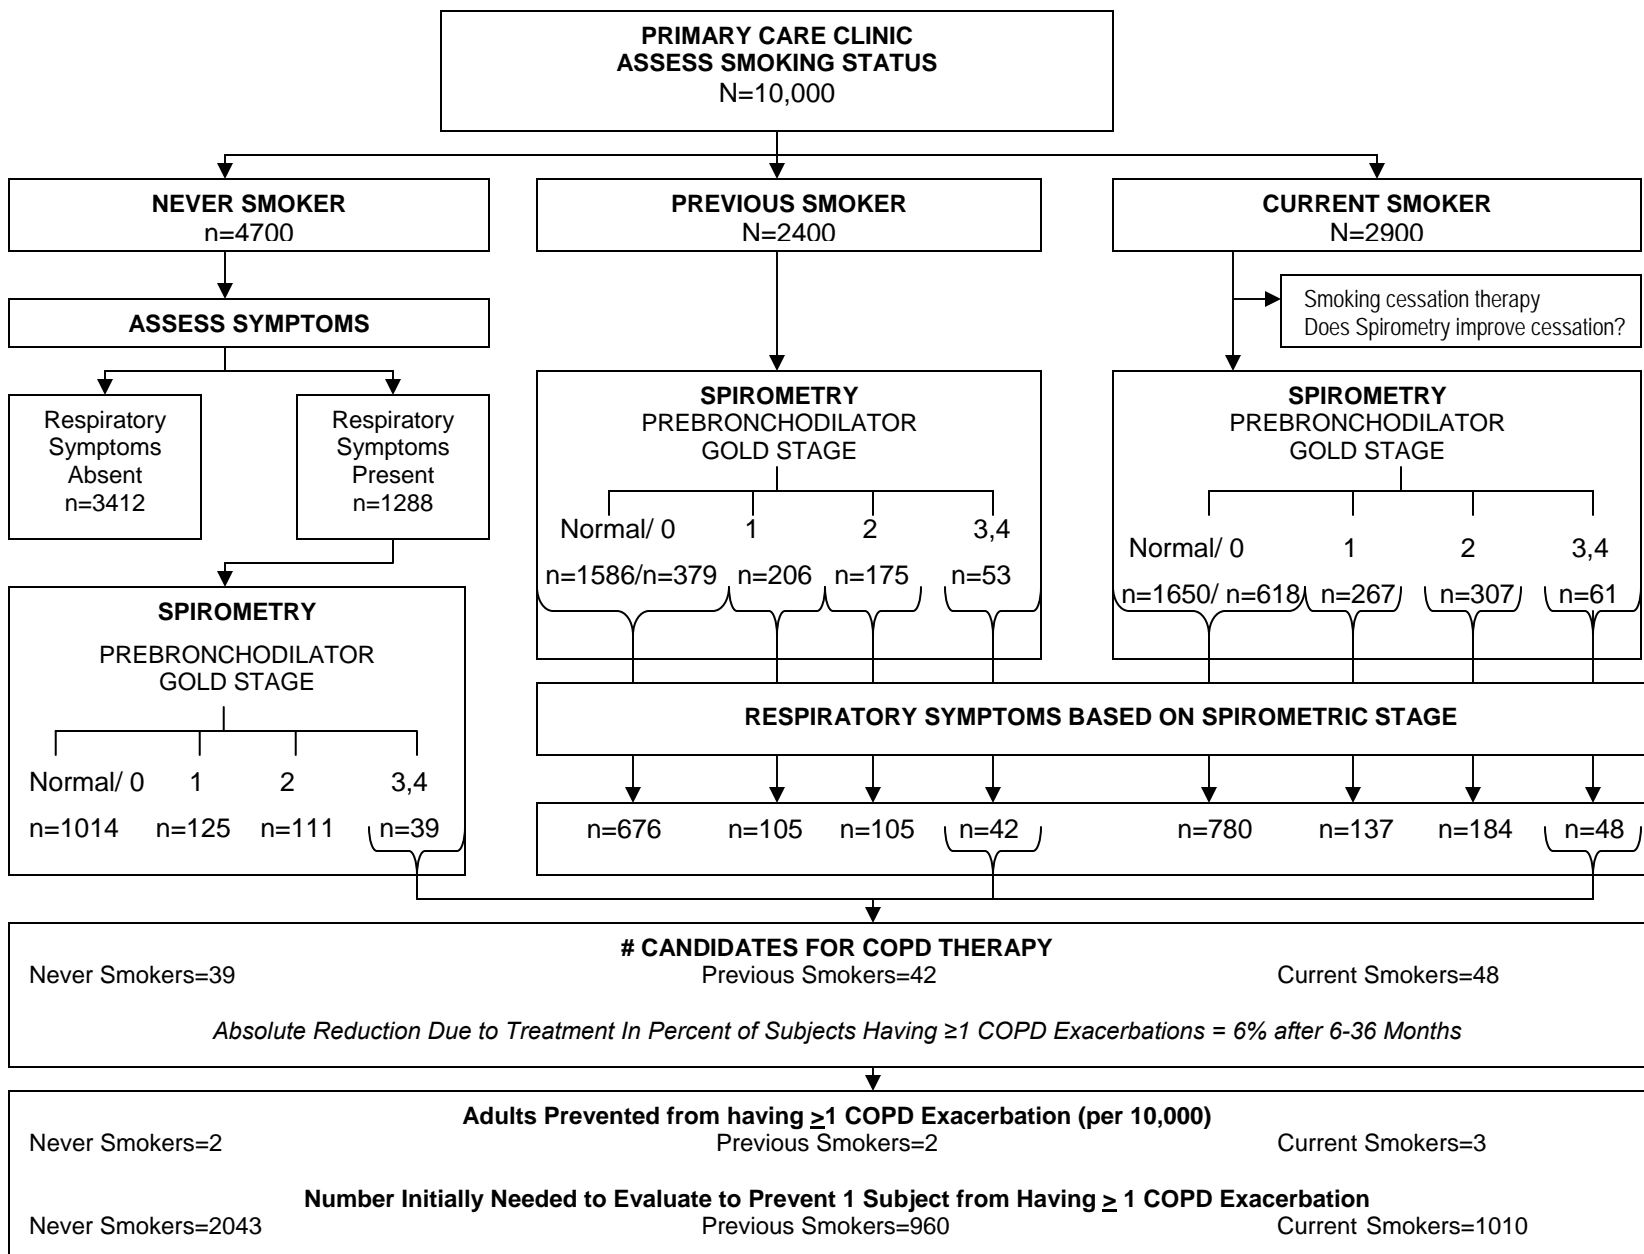 PRIMARY CARE CLINIC
ASSESS SMOKING STATUS
N=10,000
NEVER SMOKER
n=4700
PREVIOUS SMOKER
N=2400
CURRENT SMOKER
N=2900
Smoking cessation therapy
Does Spirometry improve cessation?
ASSESS SYMPTOMS
Respiratory
Symptoms
Absent
n=3412
Respiratory
Symptoms
Present
n=1288
SPIROMETRY
PREBRONCHODILATOR
GOLD STAGE
Normal/ 0 1 2 3,4
n=1014 n=125 n=111 n=39
SPIROMETRY
PREBRONCHODILATOR
GOLD STAGE
Normal/ 0 1 2 3,4
n=1586/n=379 n=206 n=175 n=53
SPIROMETRY
PREBRONCHODILATOR
GOLD STAGE
Normal/ 0 1 2 3,4
n=1650/ n=618 n=267 n=307 n=61
RESPIRATORY SYMPTOMS BASED ON SPIROMETRIC STAGE
n=676 n=105 n=105 n=42 n=780 n=137 n=184 n=48
# CANDIDATES FOR COPD THERAPY
Never Smokers=39 Previous Smokers=42 Current Smokers=48
Absolute Reduction Due to Treatment In Percent of Subjects Having ≥1 COPD Exacerbations = 6% after 6-36 Months
Adults Prevented from having ≥1 COPD Exacerbation (per 10,000)
Never Smokers=2 Previous Smokers=2 Current Smokers=3
Number Initially Needed to Evaluate to Prevent 1 Subject from Having ≥ 1 COPD Exacerbation
Never Smokers=2043 Previous Smokers=960 Current Smokers=1010